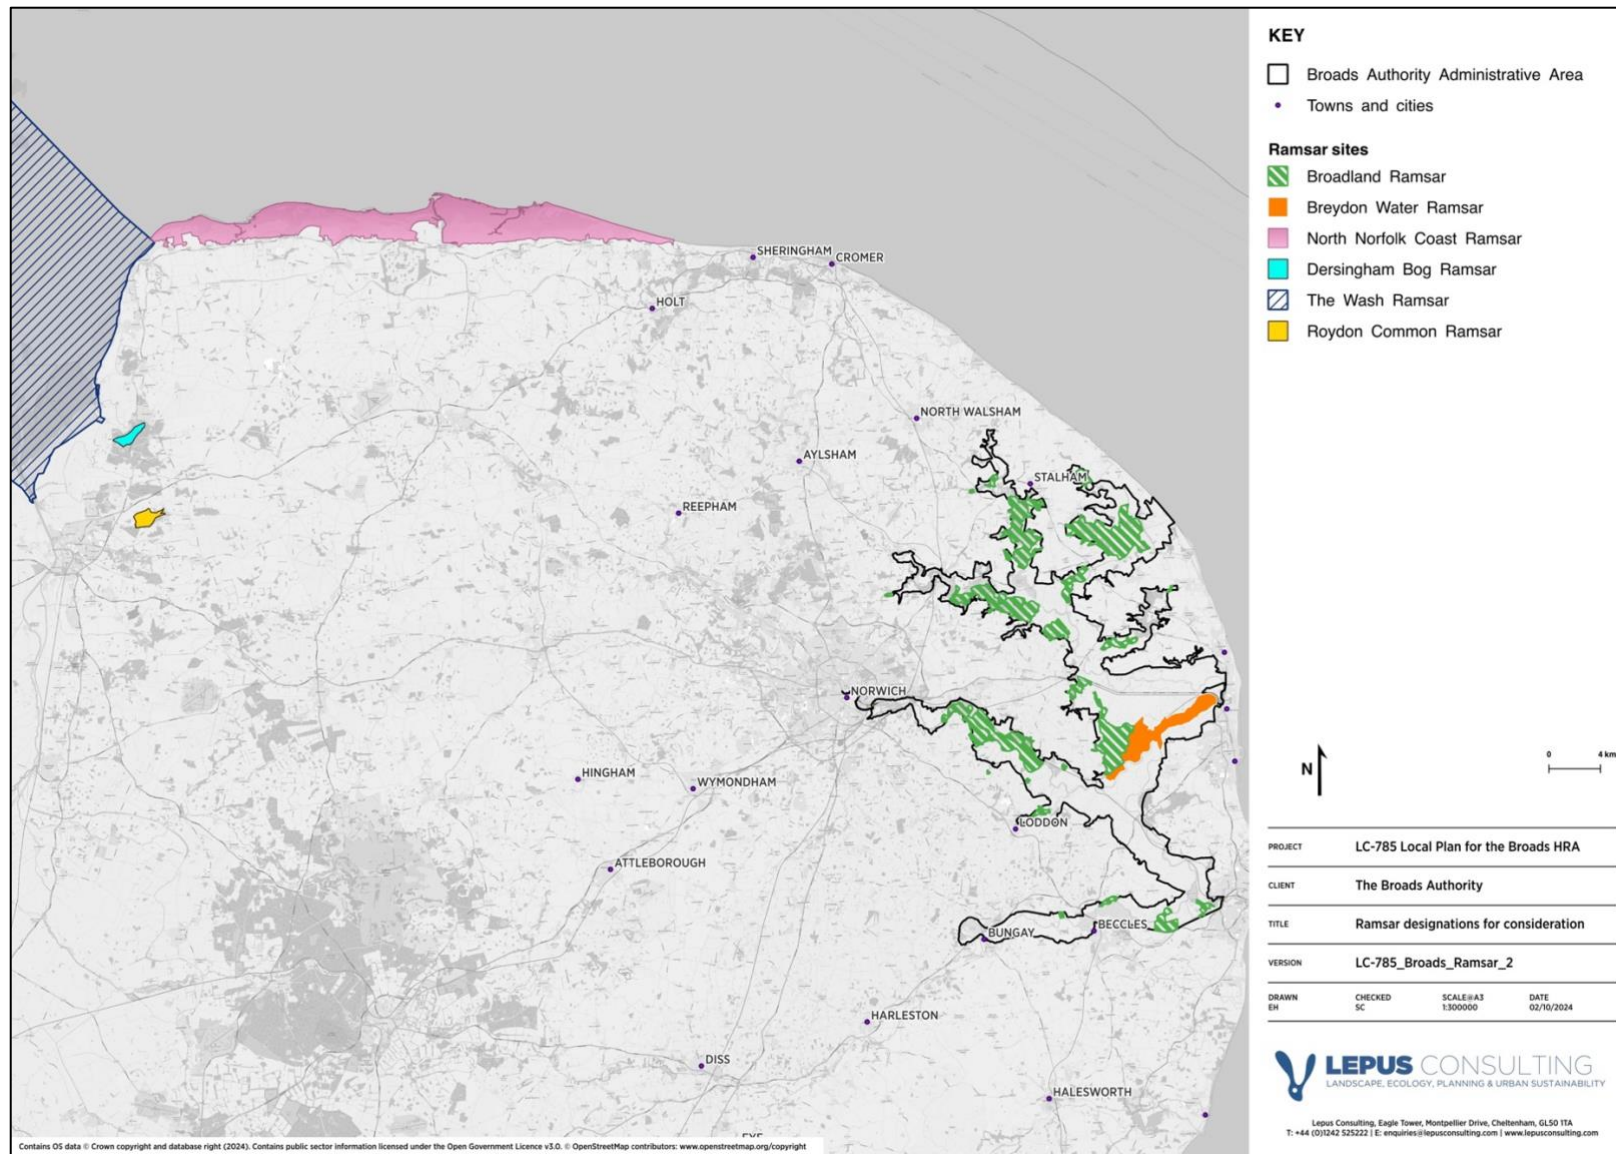 SHERINGHAM
CROMER
HOLT
NORTH WALSHAM
AYLSHAM
STALHAM
REEPHAM
NORWICH
HINGHAM
WYMONDHAM
LODDON
ATTLEBOROUGH
BUNGAY
BECCLES
HARLESTON
DISS
HALESWORTH
EYE
Contains OS data © Crown copyright and database right (2024). Contains public sector information licensed under the Open Government Licence v3.0. © OpenStreetMap contributors: www.openstreetmap.org/copyright
KEY
Broads Authority Administrative Area
Towns and cities
Ramsar sites
Broadland Ramsar
Breydon Water Ramsar
North Norfolk Coast Ramsar
Dersingham Bog Ramsar
The Wash Ramsar
Roydon Common Ramsar
N
0 4 km
PROJECT LC-785 Local Plan for the Broads HRA
CLIENT The Broads Authority
TITLE Ramsar designations for consideration
VERSION LC-785_Broads_Ramsar_2
DRAWN CHECKED SCALE@A3 DATE
EH SC 1:300000 02/10/2024
LEPUS CONSULTING
LANDSCAPE, ECOLOGY, PLANNING & URBAN SUSTAINABILITY
Lepus Consulting, Eagle Tower, Montpellier Drive, Cheltenham, GL50 1TA
T: +44 (0)1242 525222 | E: enquiries@lepusconsulting.com | www.lepusconsulting.com